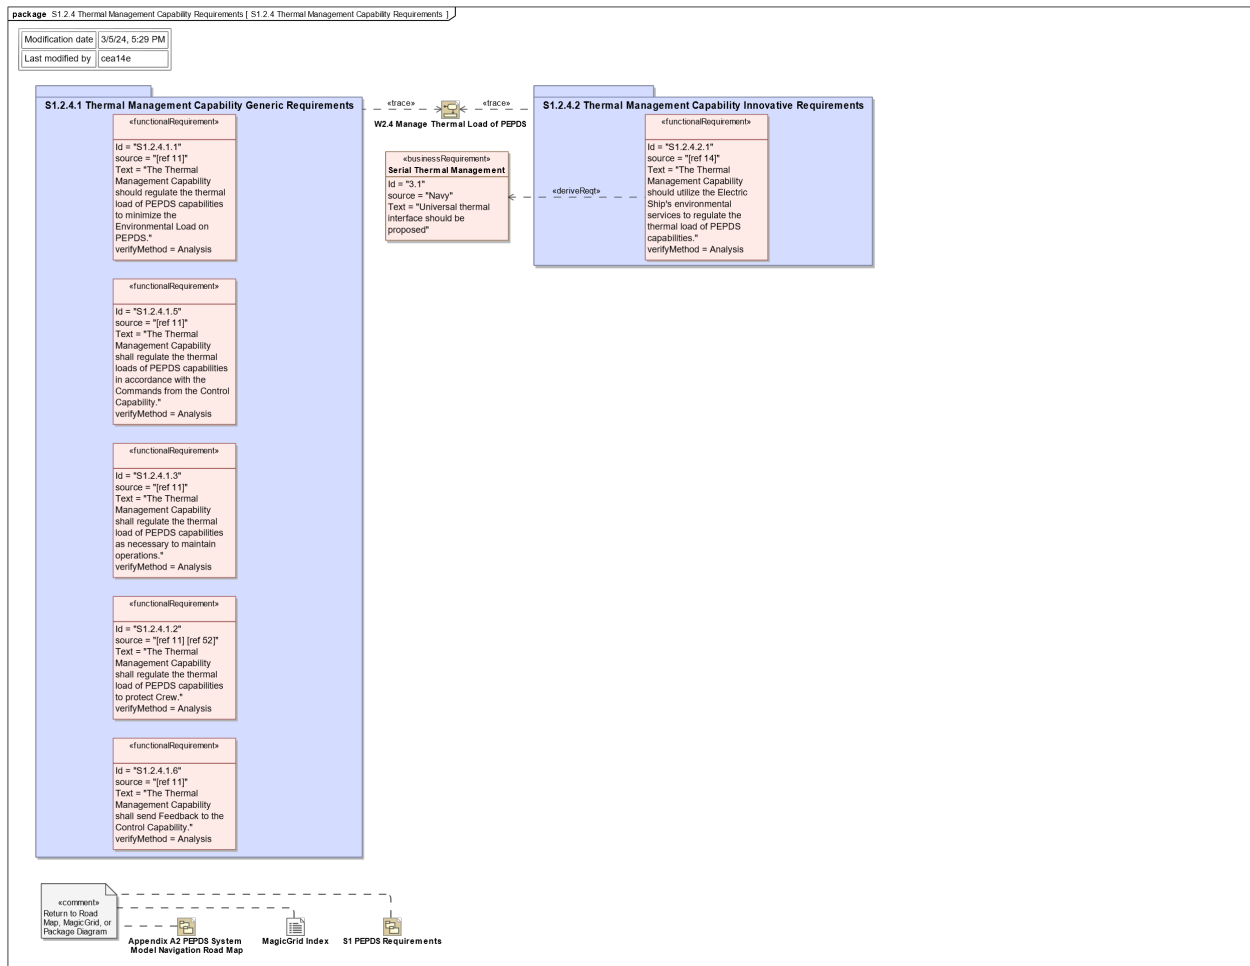 package S1.2.4 Thermal Management Capability Requirements [ S1.2.4 Thermal Management Capability Requirements ]
Modification date 3/5/24, 5:29 PM
Last modified by cea14e
S1.2.4.1 Thermal Management Capability Generic Requirements
«functionalRequirement»
Id = "S1.2.4.1.1"
source = "[ref 11]"
Text = "The Thermal
Management Capability
should regulate the thermal
load of PEPDS capabilities
to minimize the
Environmental Load on
PEPDS."
verifyMethod = Analysis
«functionalRequirement»
Id = "S1.2.4.1.5"
source = "[ref 11]"
Text = "The Thermal
Management Capability
shall regulate the thermal
loads of PEPDS capabilities
in accordance with the
Commands from the Control
Capability."
verifyMethod = Analysis
«functionalRequirement»
Id = "S1.2.4.1.3"
source = "[ref 11]"
Text = "The Thermal
Management Capability
shall regulate the thermal
load of PEPDS capabilities
as necessary to maintain
operations."
verifyMethod = Analysis
«functionalRequirement»
Id = "S1.2.4.1.2"
source = "[ref 11] [ref 52]"
Text = "The Thermal
Management Capability
shall regulate the thermal
load of PEPDS capabilities
to protect Crew."
verifyMethod = Analysis
«functionalRequirement»
Id = "S1.2.4.1.6"
source = "[ref 11]"
Text = "The Thermal
Management Capability
shall send Feedback to the
Control Capability."
verifyMethod = Analysis
«trace»
«trace»
W2.4 Manage Thermal Load of PEPDS
«businessRequirement»
Serial Thermal Management
Id = "3.1"
source = "Navy"
Text = "Universal thermal
interface should be
proposed"
«deriveReqt»
S1.2.4.2 Thermal Management Capability Innovative Requirements
«functionalRequirement»
Id = "S1.2.4.2.1"
source = "[ref 14]"
Text = "The Thermal
Management Capability
should utilize the Electric
Ship's environmental
services to regulate the
thermal load of PEPDS
capabilities."
verifyMethod = Analysis
«comment»
Return to Road
Map, MagicGrid, or
Package Diagram
Appendix A2 PEPDS System
Model Navigation Road Map
MagicGrid Index
S1 PEPDS Requirements